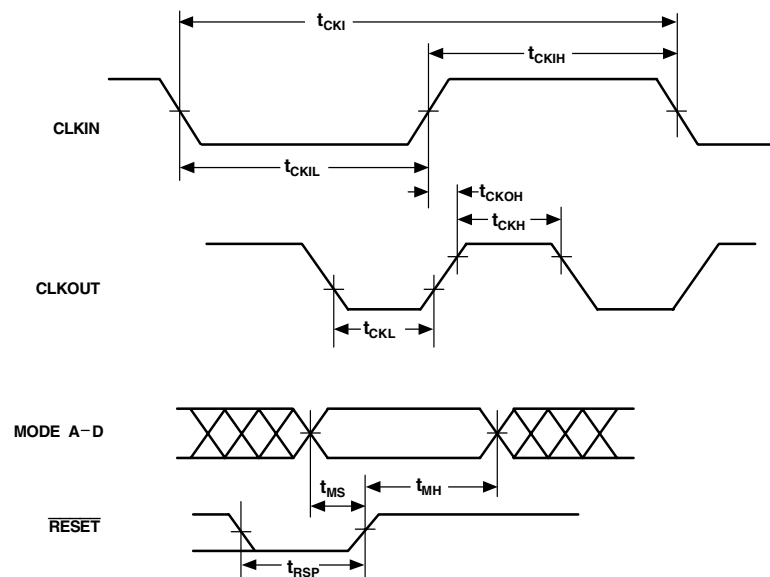 tCKI
tCKIH
CLKIN
tCKIL
tCKOH
tCKH
CLKOUT
tCKL
MODE A–D
tMS
tMH
RESET
tRSP